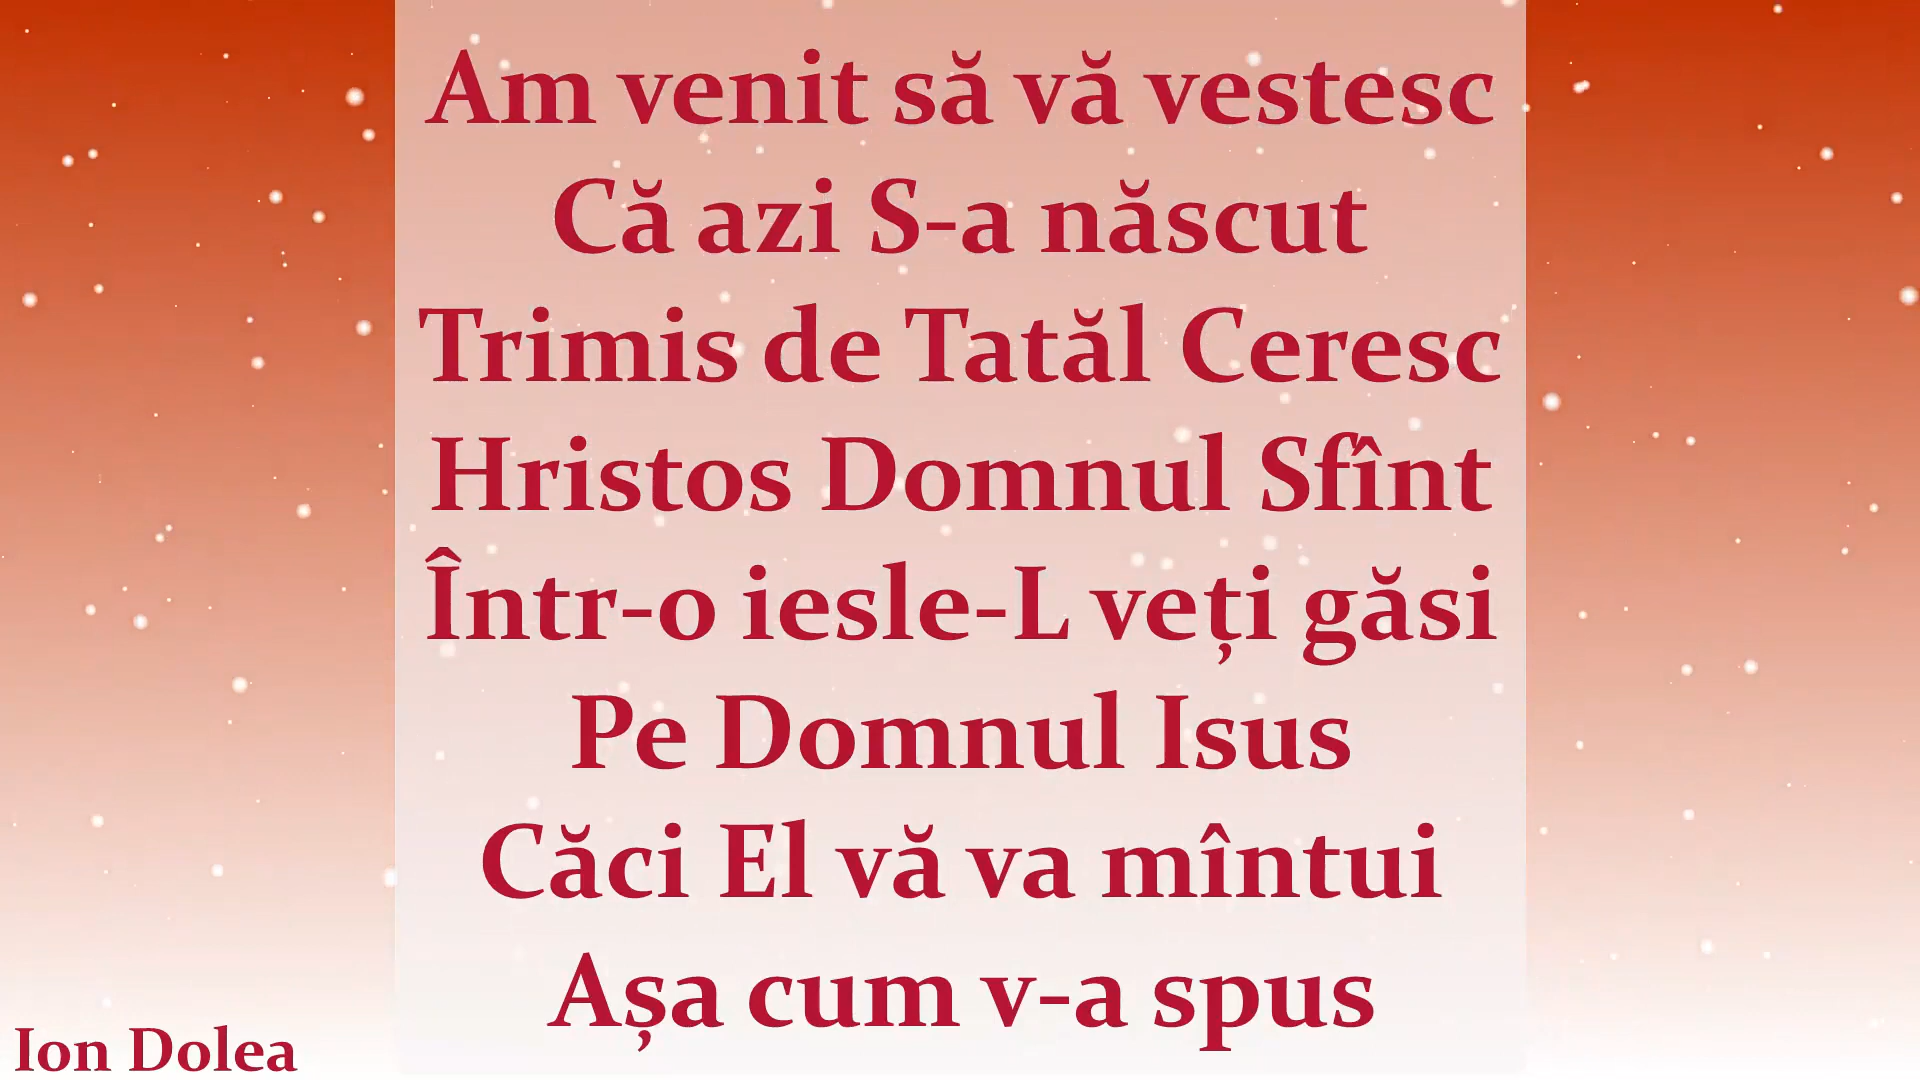 Am venit să vă vestesc
Că azi S-a născut
Trimis de Tatăl Ceresc
Hristos Domnul Sfînt
Într-o iesle-L veți găsi
Pe Domnul Isus
Căci El vă va mîntui
Așa cum v-a spus
Ion Dolea